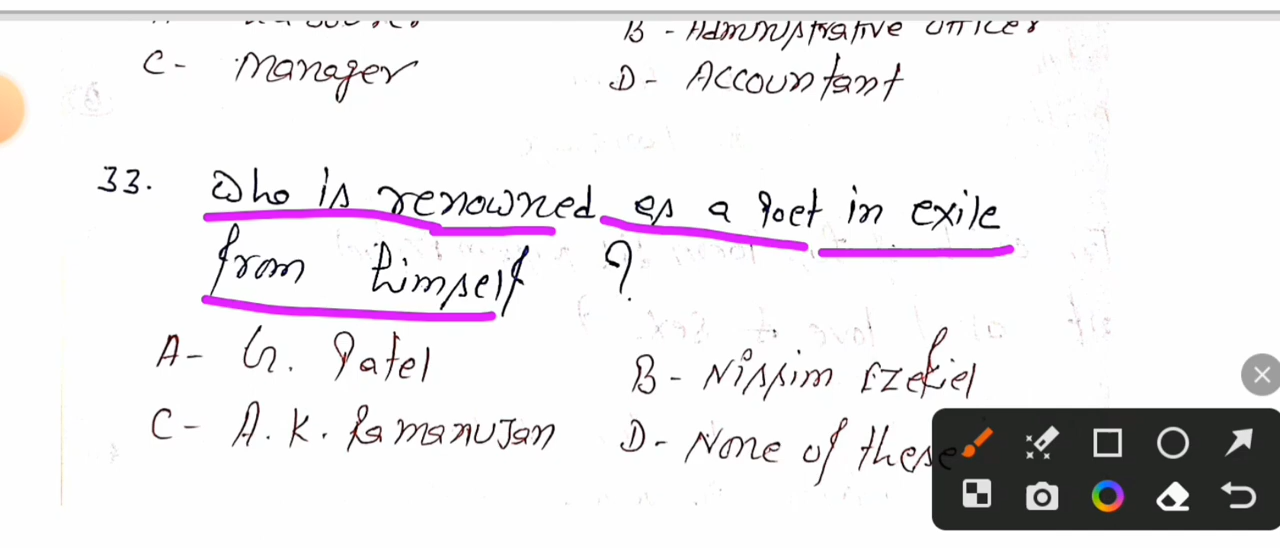 B - Administrative officer
C - Manager
D - Accountant
33. Who is renowned as a Poet in exile
from himself ?
A - G. Patel
B - Nissim Ezekiel
C - A. K. Ramanujan
D - None of these